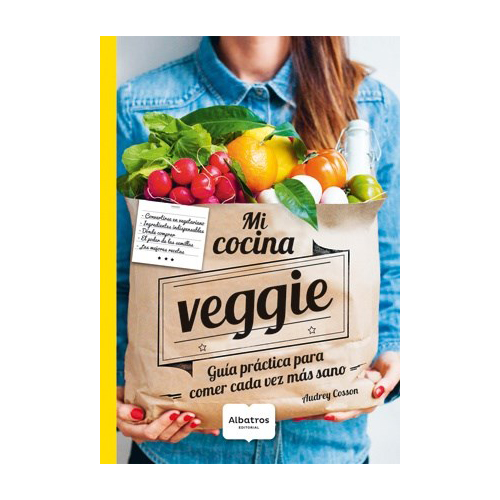 - Convertirse en vegetariano
- Ingredientes indispensables
- Dónde comprar
- El poder de las semillas
- Las mejores recetas
Mi
cocina
veggie
Guía práctica para
comer cada vez más sano
Audrey Cosson
Albatros
EDITORIAL